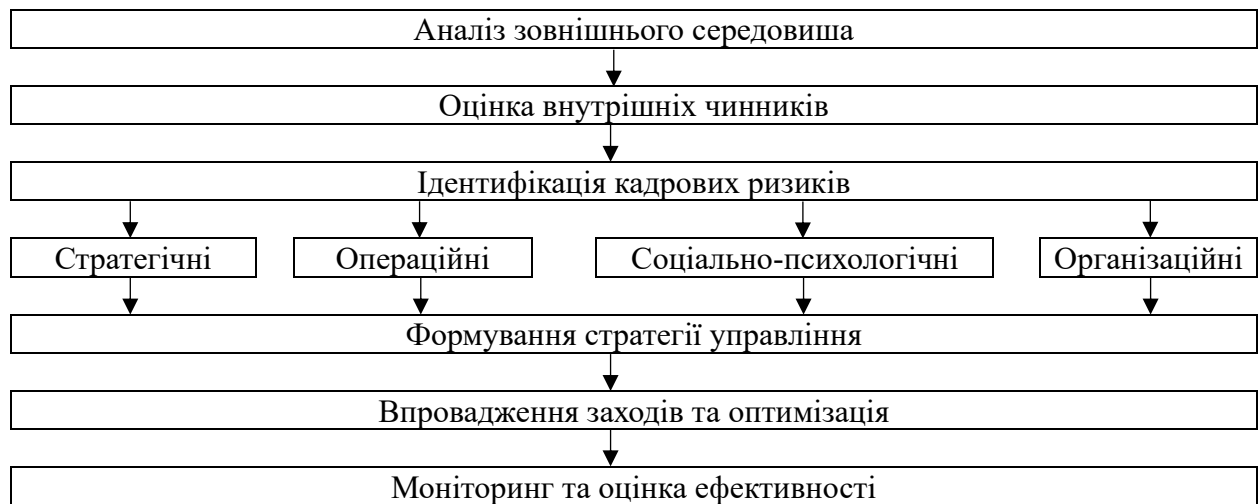 Аналіз зовнішнього середовиша
Оцінка внутрішніх чинників
Ідентифікація кадрових ризиків
Стратегічні Операційні Соціально-психологічні Організаційні
Формування стратегії управління
Впровадження заходів та оптимізація
Моніторинг та оцінка ефективності